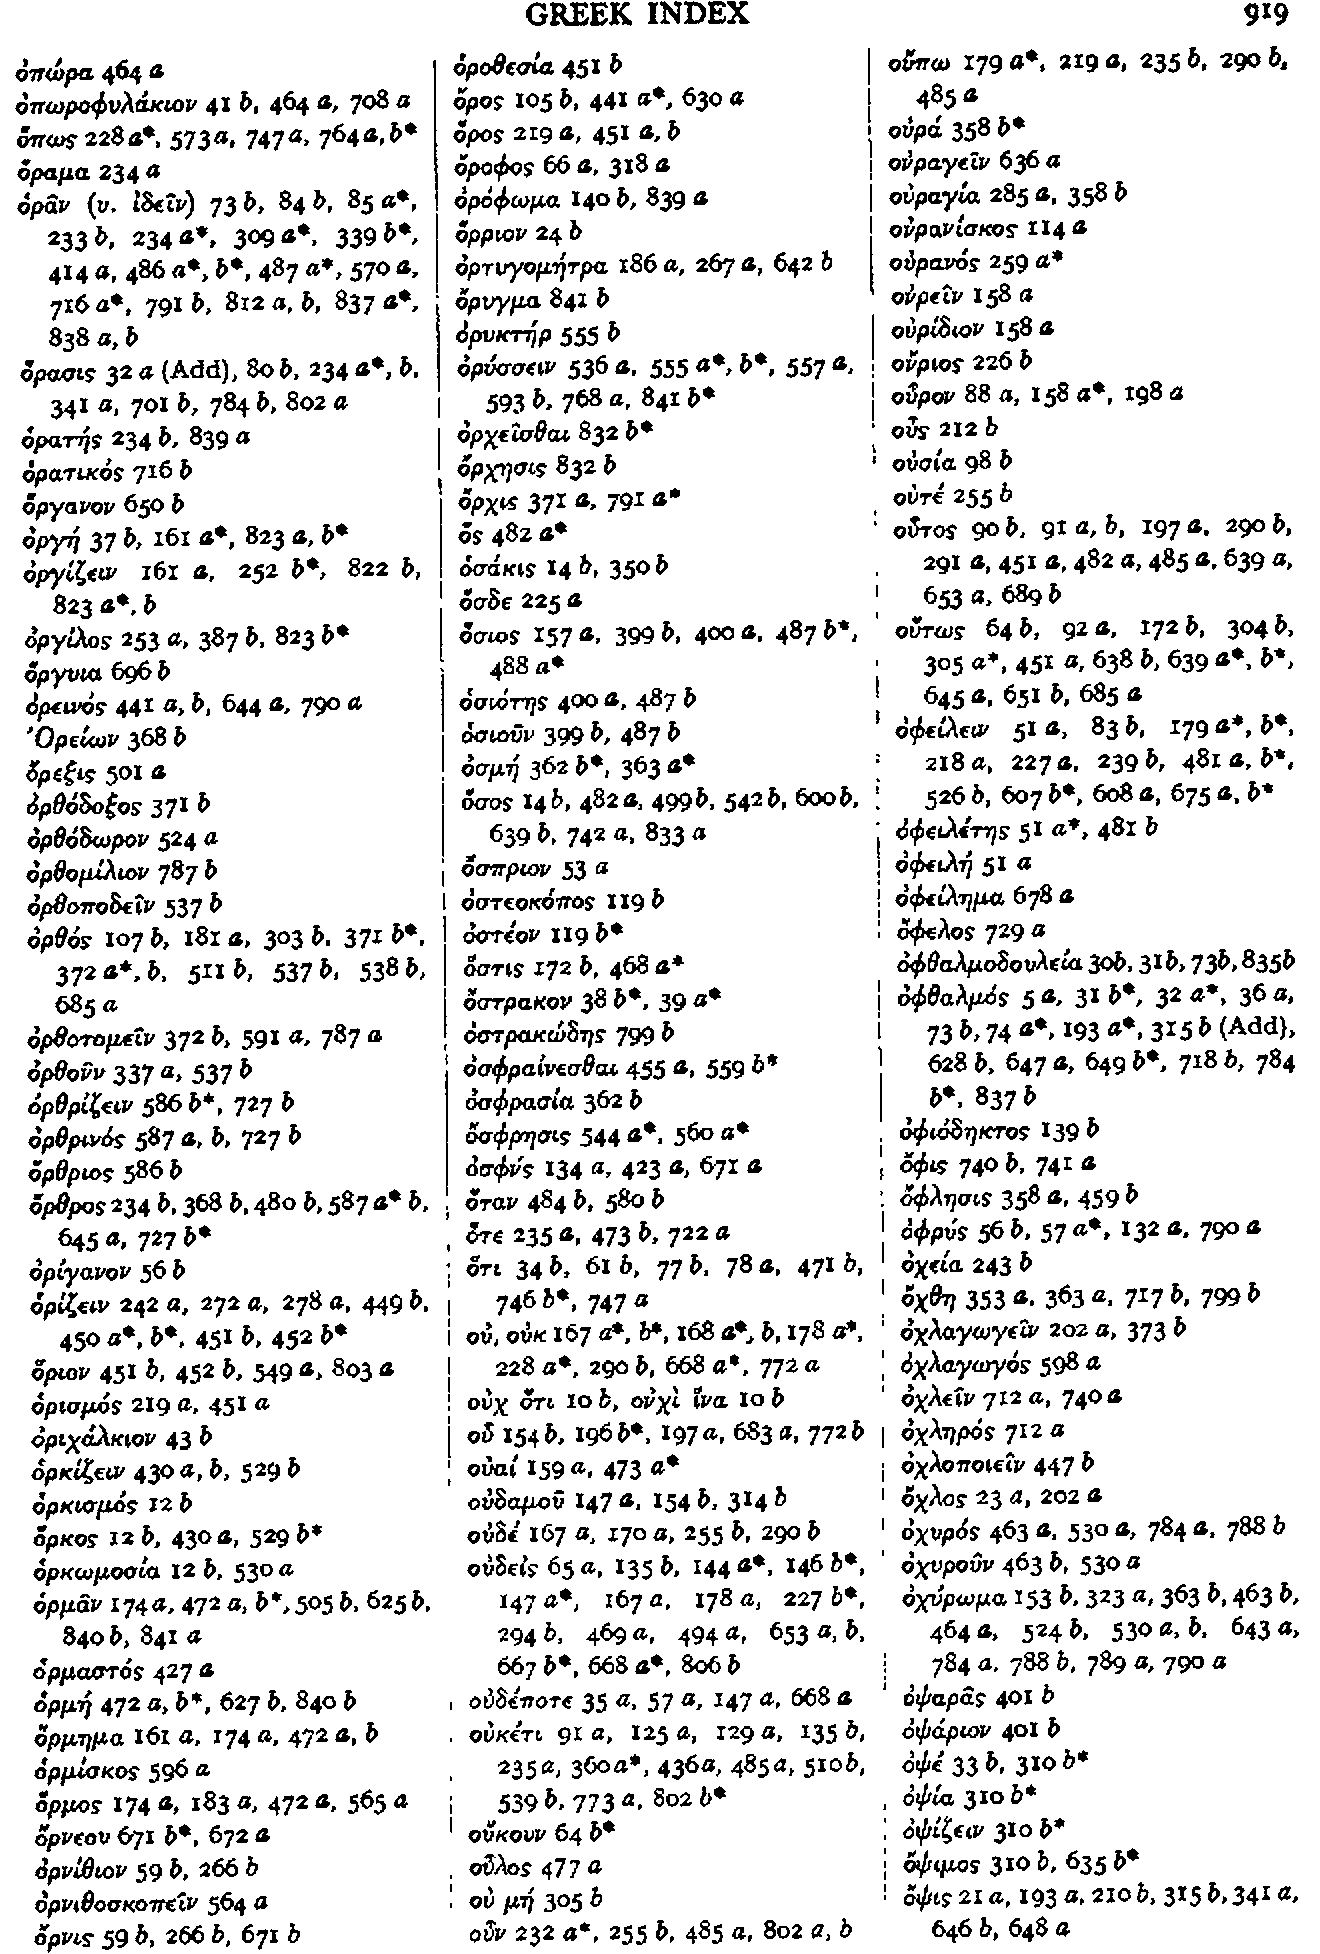 GREEK INDEX 919
ὀπώρα 464 a
ὀπωροφυλάκιον 41 b, 464 a, 708 a
ὅπως 228 a*, 573 a, 747 a, 764 a, b*
ὅραμα 234 a
ὁρᾶν (v. ἰδεῖν) 73 b, 84 b, 85 a*,
233 b, 234 a*, 309 a*, 339 b*,
414 a, 486 a*, b*, 487 a*, 570 a,
716 a*, 791 b, 812 a, b, 837 a*,
838 a, b
ὅρασις 32 a (Add), 80 b, 234 a*, b,
341 a, 701 b, 784 b, 802 a
ὁρατής 234 b, 839 a
ὁρατικός 716 b
ὄργανον 650 b
ὀργή 37 b, 161 a*, 823 a, b*
ὀργίζειν 161 a, 252 b*, 822 b,
823 a*, b
ὀργίλος 253 a, 387 b, 823 b*
ὄργυια 696 b
ὀρεινός 441 a, b, 644 a, 790 a
Ὀρείων 368 b
ὄρεξις 501 a
ὀρθόδοξος 371 b
ὀρθόδωρον 524 a
ὀρθομίλιον 787 b
ὀρθοποδεῖν 537 b
ὀρθός 107 b, 181 a, 303 b, 371 b*,
372 a*, b, 511 b, 537 b, 538 b,
685 a
ὀρθοτομεῖν 372 b, 591 a, 787 a
ὀρθοῦν 337 a, 537 b
ὀρθρίζειν 586 b*, 727 b
ὀρθρινός 587 a, b, 727 b
ὄρθριος 586 b
ὄρθρος 234 b, 368 b, 480 b, 587 a* b,
645 a, 727 b*
ὀρίγανον 56 b
ὁρίζειν 242 a, 272 a, 278 a, 449 b,
450 a*, b*, 451 b, 452 b*
ὅριον 451 b, 452 b, 549 a, 803 a
ὁρισμός 219 a, 451 a
ὀριχάλκιον 43 b
ὁρκίζειν 430 a, b, 529 b
ὁρκισμός 12 b
ὅρκος 12 b, 430 a, 529 b*
ὁρκωμοσία 12 b, 530 a
ὁρμᾶν 174 a, 472 a, b*, 505 b, 625 b,
840 b, 841 a
ὁρμαστός 427 a
ὁρμή 472 a, b*, 627 b, 840 b
ὅρμημα 161 a, 174 a, 472 a, b
ὁρμίσκος 596 a
ὅρμος 174 a, 183 a, 472 a, 565 a
ὄρνεον 671 b*, 672 a
ὀρνίθιον 59 b, 266 b
ὀρνιθοσκοπεῖν 564 a
ὄρνις 59 b, 266 b, 671 b
ὁροθεσία 451 b
ὄρος 105 b, 441 a*, 630 a
ὅρος 219 a, 451 a, b
ὄροφος 66 a, 318 a
ὀρόφωμα 140 b, 839 a
ὄρριον 24 b
ὀρτυγομήτρα 186 a, 267 a, 642 b
ὄρυγμα 841 b
ὀρυκτήρ 555 b
ὀρύσσειν 536 a, 555 a*, b*, 557 a,
593 b, 768 a, 841 b*
ὀρχεῖσθαι 832 b*
ὄρχησις 832 b
ὄρχις 371 a, 791 a*
ὅς 482 a*
ὁσάκις 14 b, 350 b
ὅσδε 225 a
ὅσιος 157 a, 399 b, 400 a, 487 b*,
488 a*
ὁσιότης 400 a, 487 b
ὁσιοῦν 399 b, 487 b
ὀσμή 362 b*, 363 a*
ὅσος 14 b, 482 a, 499 b, 542 b, 600 b,
639 b, 742 a, 833 a
ὄσπριον 53 a
ὀστεοκόπος 119 b
ὀστέον 119 b*
ὅστις 172 b, 468 a*
ὄστρακον 38 b*, 39 a*
ὀστρακώδης 799 b
ὀσφραίνεσθαι 455 a, 559 b*
ὀσφρασία 362 b
ὄσφρησις 544 a*, 560 a*
ὀσφύς 134 a, 423 a, 671 a
ὅταν 484 b, 580 b
ὅτε 235 a, 473 b, 722 a
ὅτι 34 b, 61 b, 77 b, 78 a, 471 b,
746 b*, 747 a
οὐ, οὐκ 167 a*, b*, 168 a*, b, 178 a*,
228 a*, 290 b, 668 a*, 772 a
οὐχ ὅτι 10 b, οὐχὶ ἵνα 10 b
οὗ 154 b, 196 b*, 197 a, 683 a, 772 b
οὐαί 159 a, 473 a*
οὐδαμοῦ 147 a, 154 b, 314 b
οὐδέ 167 a, 170 a, 255 b, 290 b
οὐδείς 65 a, 135 b, 144 a*, 146 b*,
147 a*, 167 a, 178 a, 227 b*,
294 b, 469 a, 494 a, 653 a, b,
667 b*, 668 a*, 806 b
οὐδέποτε 35 a, 57 a, 147 a, 668 a
οὐκέτι 91 a, 125 a, 129 a, 135 b,
235 a, 360 a*, 436 a, 485 a, 510 b,
539 b, 773 a, 802 b*
οὔκουν 64 b*
οὖλος 477 a
οὐ μή 305 b
οὖν 232 a*, 255 b, 485 a, 802 a, b
οὔπω 179 a*, 219 a, 235 b, 290 b,
485 a
οὐρά 358 b*
οὐραγεῖν 636 a
οὐραγία 285 a, 358 b
οὐρανίσκος 114 a
οὐρανός 259 a*
οὐρεῖν 158 a
οὐρίδιον 158 a
οὔριος 226 b
οὖρον 88 a, 158 a*, 198 a
οὖς 212 b
οὐσία 98 b
οὐτέ 255 b
οὗτος 90 b, 91 a, b, 197 a, 290 b,
291 a, 451 a, 482 a, 485 a, 639 a,
653 a, 689 b
οὕτως 64 b, 92 a, 172 b, 304 b,
305 a*, 451 a, 638 b, 639 a*, b*,
645 a, 651 b, 685 a
ὀφείλειν 51 a, 83 b, 179 a*, b*,
218 a, 227 a, 239 b, 481 a, b*,
526 b, 607 b*, 608 a, 675 a, b*
ὀφειλέτης 51 a*, 481 b
ὀφειλή 51 a
ὀφείλημα 678 a
ὄφελος 729 a
ὀφθαλμοδουλεία 30b, 31b, 73b, 835b
ὀφθαλμός 5 a, 31 b*, 32 a*, 36 a,
73 b, 74 a*, 193 a*, 315 b (Add),
628 b, 647 a, 649 b*, 718 b, 784
b*, 837 b
ὀφιόδηκτος 139 b
ὄφις 740 b, 741 a
ὄφλησις 358 a, 459 b
ὀφρύς 56 b, 57 a*, 132 a, 790 a
ὀχεία 243 b
ὄχθη 353 a, 363 a, 717 b, 799 b
ὀχλαγωγεῖν 202 a, 373 b
ὀχλαγωγός 598 a
ὀχλεῖν 712 a, 740 a
ὀχληρός 712 a
ὀχλοποιεῖν 447 b
ὄχλος 23 a, 202 a
ὀχυρός 463 a, 530 a, 784 a, 788 b
ὀχυροῦν 463 b, 530 a
ὀχύρωμα 153 b, 323 a, 363 b, 463 b,
464 a, 524 b, 530 a, b, 643 a,
784 a, 788 b, 789 a, 790 a
ὀψαρᾶς 401 b
ὀψάριον 401 b
ὀψέ 33 b, 310 b*
ὀψία 310 b*
ὀψίζειν 310 b*
ὄψιμος 310 b, 635 b*
ὄψις 21 a, 193 a, 210 b, 315 b, 341 a,
646 b, 648 a